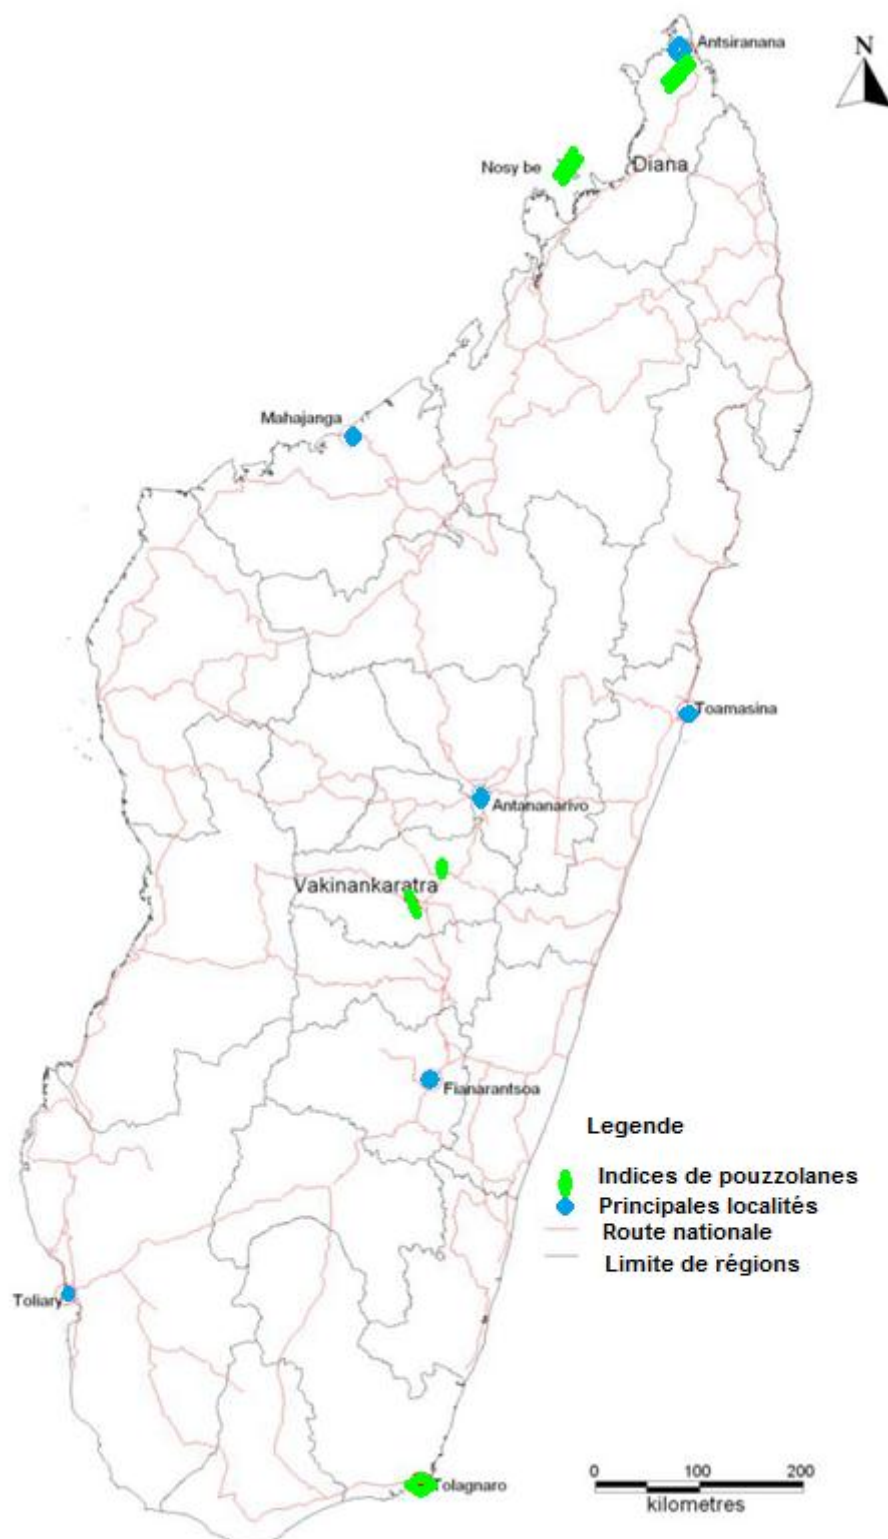 Antsiranana
N
Nosy be
Diana
Mahajanga
Toamasina
Antananarivo
Vakinankaratra
Fianarantsoa
Legende
Indices de pouzzolanes
Principales localités
Route nationale
Limite de régions
Toliary
Tolagnaro
0 100 200
kilometres